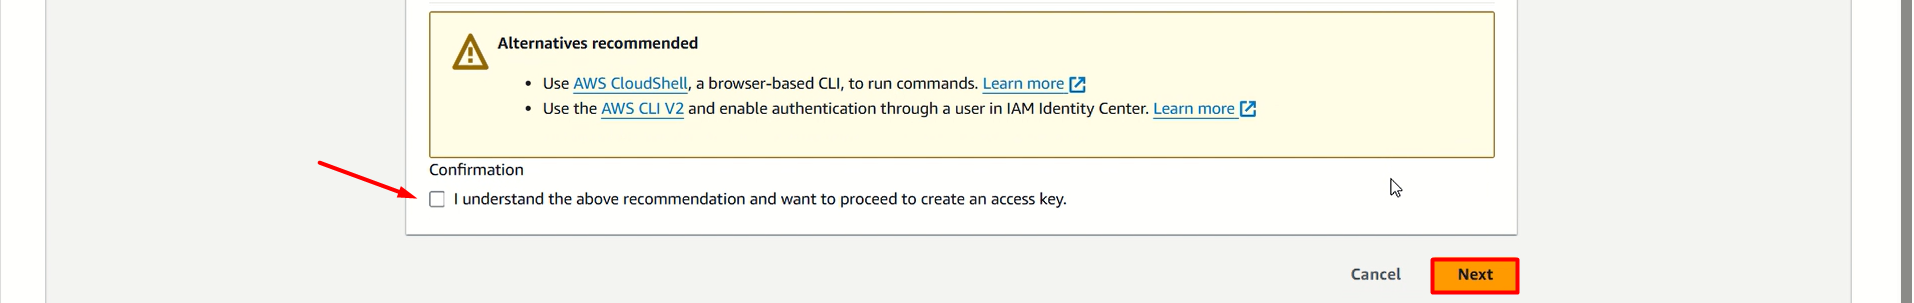 Alternatives recommended
• Use AWS CloudShell, a browser-based CLI, to run commands. Learn more
• Use the AWS CLI V2 and enable authentication through a user in IAM Identity Center. Learn more
Confirmation
I understand the above recommendation and want to proceed to create an access key.
Cancel Next